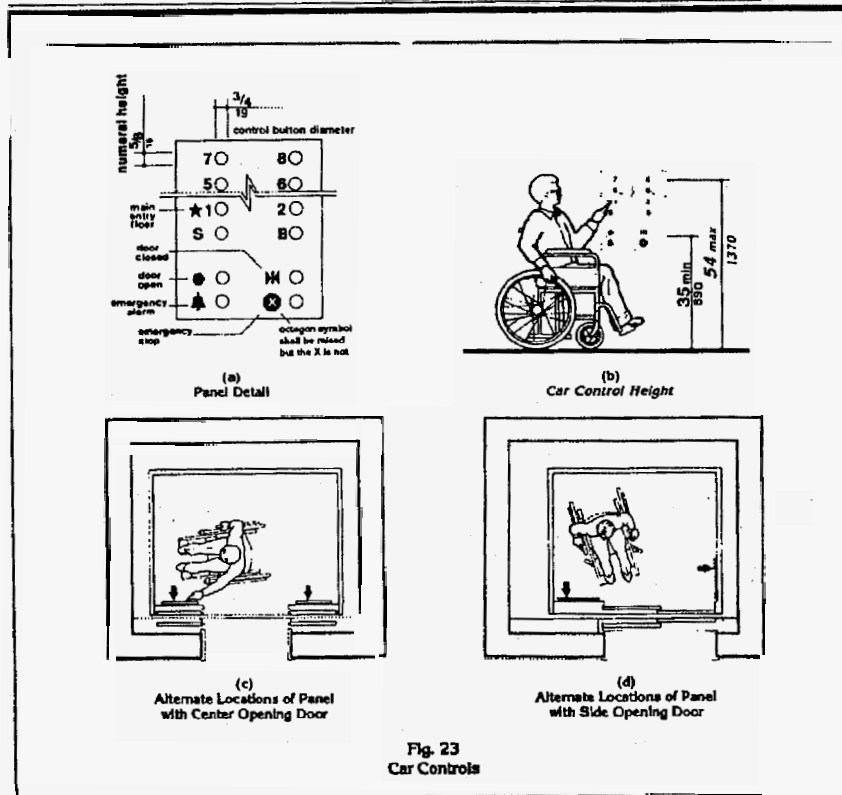 numeral height
5/8
16
3/4
19
control button diameter
7 8
5 6
main entry floor
★1 2
S B
door closed
door open
emergency alarm
X
emergency stop
octagon symbol
shall be raised
but the X is not
(a)
Panel Detail
35 min
890
54 max
1370
(b)
Car Control Height
(c)
Alternate Locations of Panel
with Center Opening Door
(d)
Alternate Locations of Panel
with Side Opening Door
Fig. 23
Car Controls